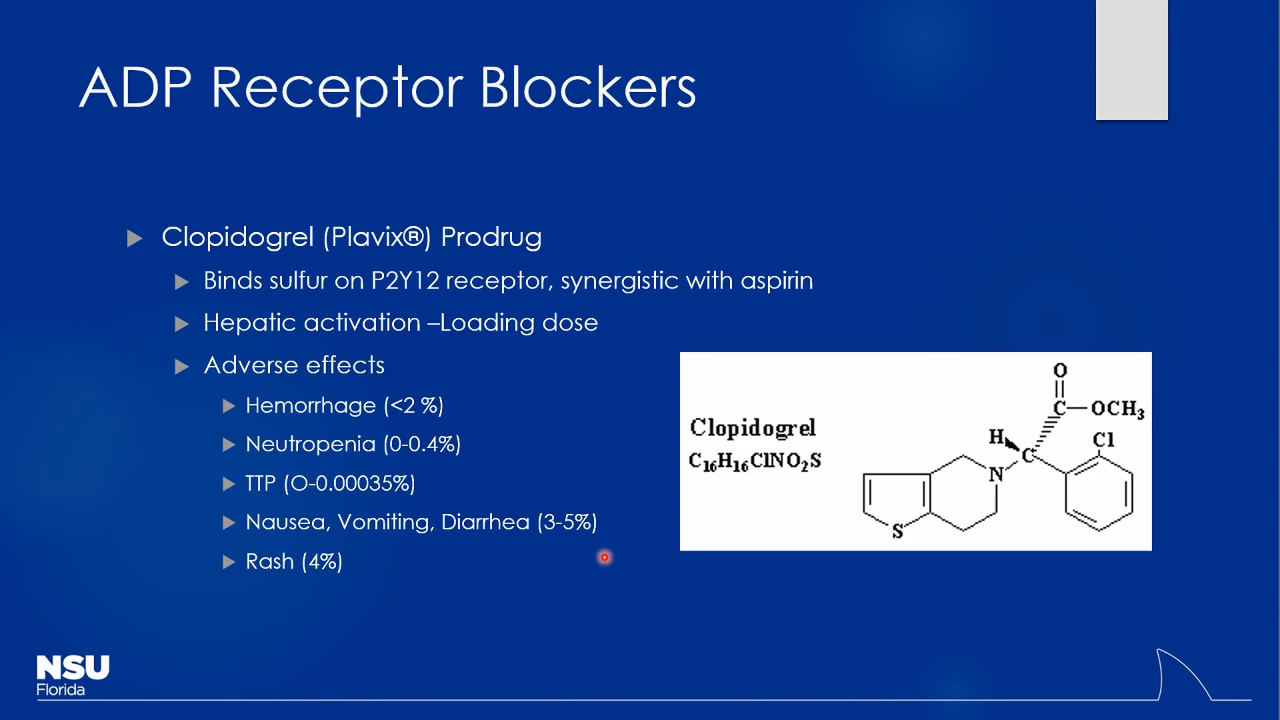 ADP Receptor Blockers
Clopidogrel (Plavix®) Prodrug
Binds sulfur on P2Y12 receptor, synergistic with aspirin
Hepatic activation –Loading dose
Adverse effects
Hemorrhage (<2 %)
Neutropenia (0-0.4%)
TTP (O-0.00035%)
Nausea, Vomiting, Diarrhea (3-5%)
Rash (4%)
Clopidogrel
C₁₆H₁₆ClNO₂S
O
C—OCH₃
H
Cl
C
N
S
NSU
Florida